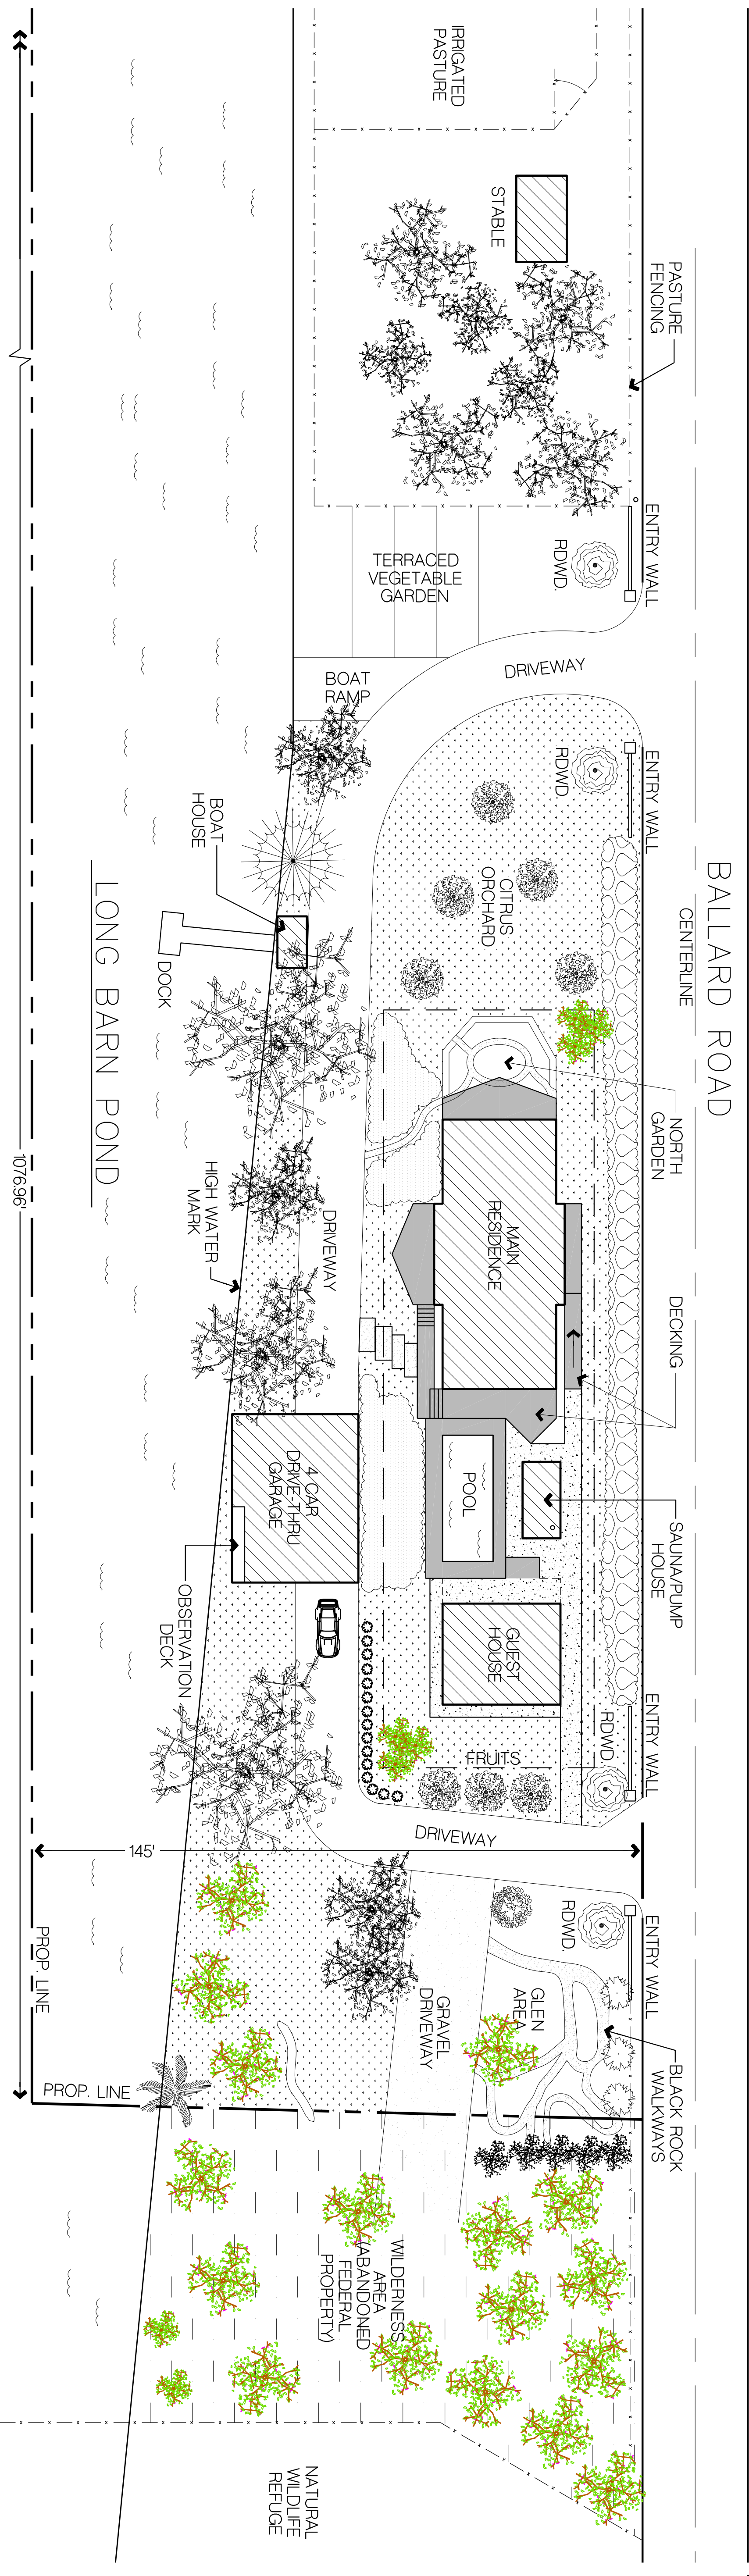 IRRIGATED
PASTURE
STABLE
PASTURE
FENCING
ENTRY WALL
RDWD.
TERRACED
VEGETABLE
GARDEN
DRIVEWAY
BOAT
RAMP
ENTRY WALL
RDWD.
BOAT
HOUSE
CITRUS
ORCHARD
BALLARD ROAD
CENTERLINE
DOCK
LONG BARN POND
NORTH
GARDEN
MAIN
RESIDENCE
HIGH WATER
MARK
DRIVEWAY
1076.96'
DECKING
4 CAR
DRIVE-THRU
GARAGE
POOL
SAUNA/PUMP
HOUSE
OBSERVATION
DECK
GUEST
HOUSE
ENTRY WALL
RDWD.
FRUITS
DRIVEWAY
145'
PROP. LINE
ENTRY WALL
RDWD.
GLEN
AREA
GRAVEL
DRIVEWAY
BLACK ROCK
WALKWAYS
PROP. LINE
WILDERNESS
AREA
(ABANDONED
FEDERAL
PROPERTY)
NATURAL
WILDLIFE
REFUGE